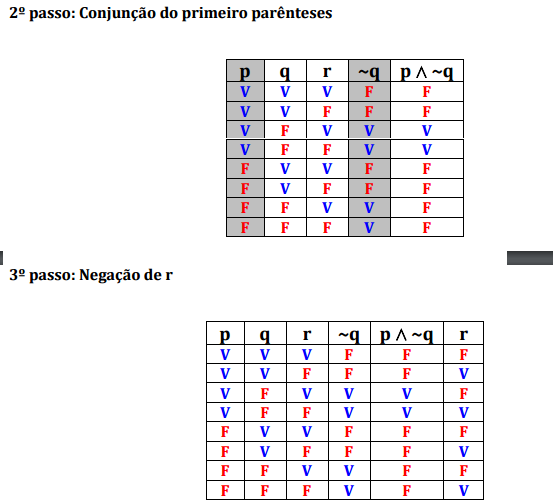 2º passo: Conjunção do primeiro parênteses
p q r ~q p ∧ ~q
V V V F F
V V F F F
V F V V V
V F F V V
F V V F F
F V F F F
F F V V F
F F F V F
3º passo: Negação de r
p q r ~q p ∧ ~q r
V V V F F F
V V F F F V
V F V V V F
V F F V V V
F V V F F F
F V F F F V
F F V V F F
F F F V F V